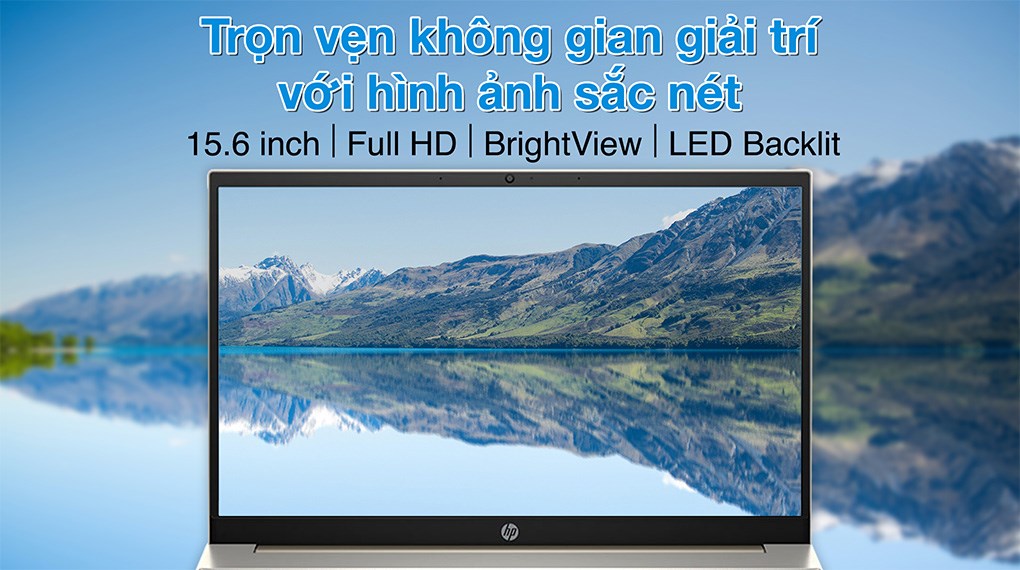 Trọn vẹn không gian giải trí
với hình ảnh sắc nét
15.6 inch | Full HD | BrightView | LED Backlit
hp